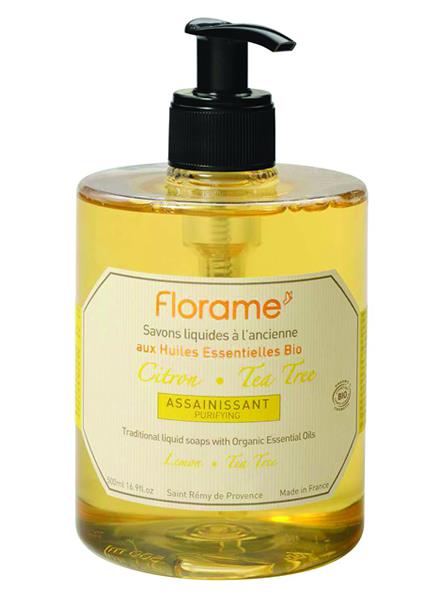 Florame
Savons liquides à l'ancienne
aux Huiles Essentielles Bio
Citron • Tea Tree
BIO
ASSAINISSANT
PURIFYING
Traditional liquid soaps with Organic Essential Oils
Lemon • Tea Tree
500ml 16.9fl.oz Saint Rémy de Provence Made in France